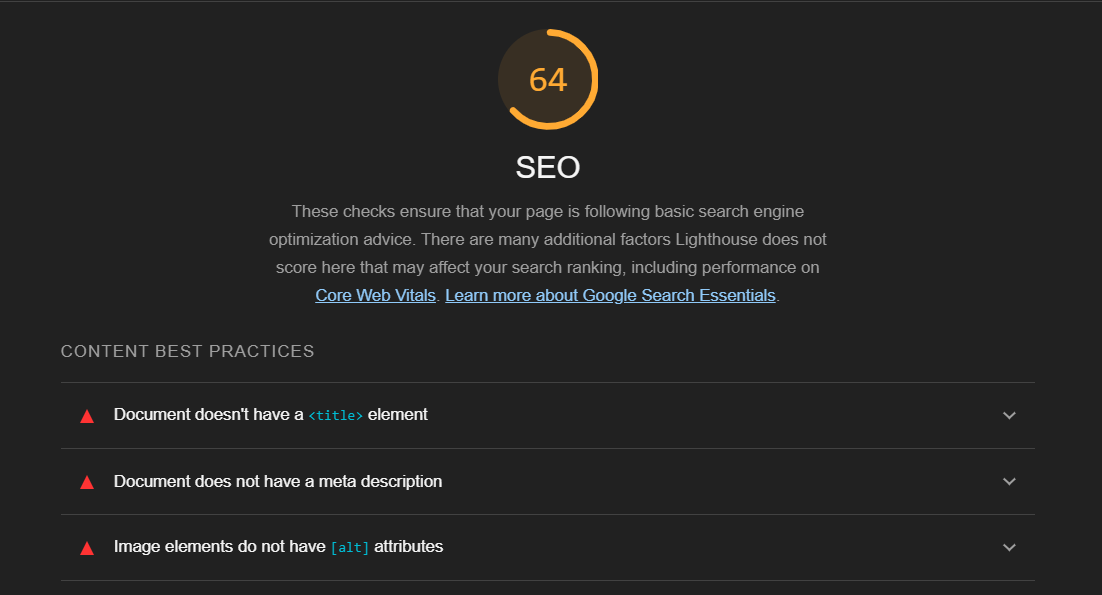 64
SEO
These checks ensure that your page is following basic search engine
optimization advice. There are many additional factors Lighthouse does not
score here that may affect your search ranking, including performance on
Core Web Vitals. Learn more about Google Search Essentials.
CONTENT BEST PRACTICES
Document doesn't have a <title> element
Document does not have a meta description
Image elements do not have [alt] attributes